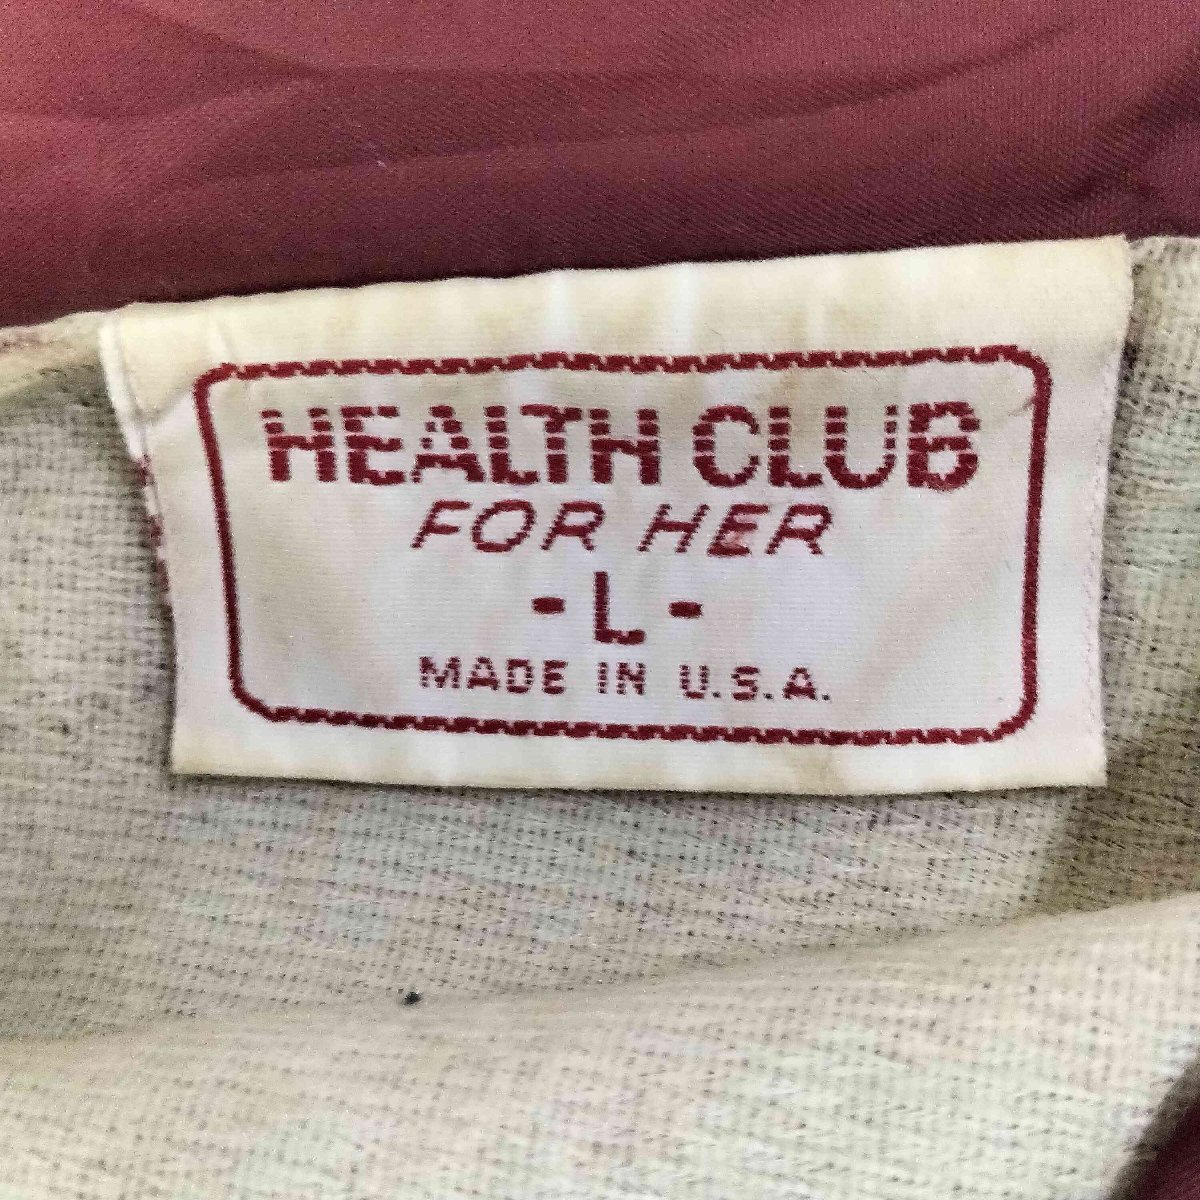 HEALTH CLUB
FOR HER
- L -
MADE IN U.S.A.